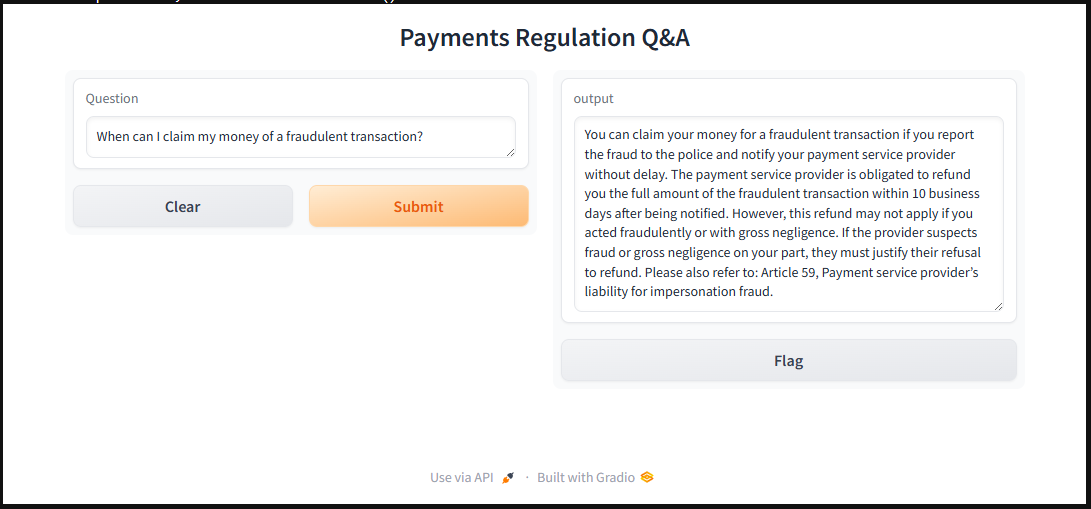 Payments Regulation Q&A
Question
When can I claim my money of a fraudulent transaction?
Clear
Submit
output
You can claim your money for a fraudulent transaction if you report
the fraud to the police and notify your payment service provider
without delay. The payment service provider is obligated to refund
you the full amount of the fraudulent transaction within 10 business
days after being notified. However, this refund may not apply if you
acted fraudulently or with gross negligence. If the provider suspects
fraud or gross negligence on your part, they must justify their refusal
to refund. Please also refer to: Article 59, Payment service provider’s
liability for impersonation fraud.
Flag
Use via API 🚀 · Built with Gradio